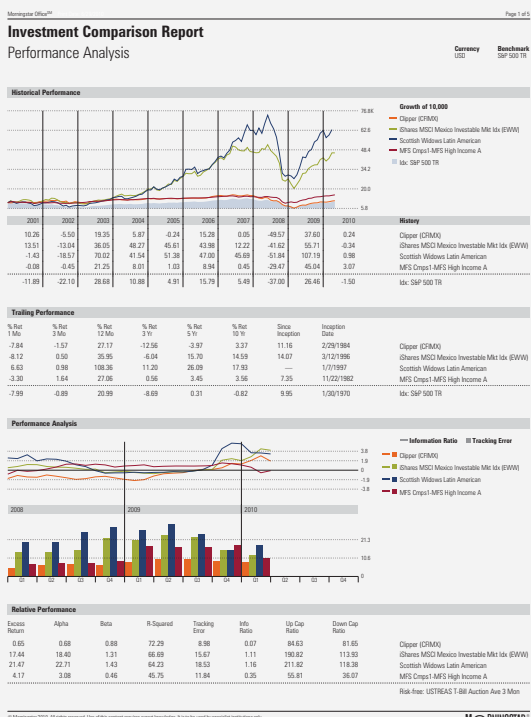 Morningstar Office℠ Page 1 of 5
Investment Comparison Report
Performance Analysis
Currency Benchmark
USD S&P 500 TR
Historical Performance
Growth of 10,000
Clipper (CFIMX)
iShares MSCI Mexico Investable Mkt Idx (EWW)
Scottish Widows Latin American
MFS Cmps1-MFS High Income A
Idx: S&P 500 TR
76.8K
62.6
48.4
34.2
20.0
5.8
2001 2002 2003 2004 2005 2006 2007 2008 2009 2010 History
10.26 -5.50 19.35 5.87 -0.24 15.28 0.05 -49.57 37.60 0.24 Clipper (CFIMX)
13.51 -13.04 36.05 48.27 45.61 43.98 12.22 -41.62 55.71 -0.34 iShares MSCI Mexico Investable Mkt Idx (EWW)
-1.43 -18.57 70.02 41.54 51.38 47.00 45.69 -51.84 107.19 0.98 Scottish Widows Latin American
-0.08 -0.45 21.25 8.01 1.03 8.94 0.45 -29.47 45.04 3.07 MFS Cmps1-MFS High Income A
-11.89 -22.10 28.68 10.88 4.91 15.79 5.49 -37.00 26.46 -1.50 Idx: S&P 500 TR
Trailing Performance
% Ret % Ret % Ret % Ret % Ret % Ret Since Inception
1 Mo 3 Mo 12 Mo 3 Yr 5 Yr 10 Yr Inception Date
-7.84 -1.57 27.17 -12.56 -3.97 3.37 11.16 2/29/1984 Clipper (CFIMX)
-8.12 0.50 35.95 -6.04 15.70 14.59 14.07 3/12/1996 iShares MSCI Mexico Investable Mkt Idx (EWW)
6.63 0.98 108.36 11.20 26.09 17.93 — 1/7/1997 Scottish Widows Latin American
-3.30 1.64 27.06 0.56 3.45 3.56 7.35 11/22/1982 MFS Cmps1-MFS High Income A
-7.99 -0.89 20.99 -8.69 0.31 -0.82 9.95 1/30/1970 Idx: S&P 500 TR
Performance Analysis
Information Ratio Tracking Error
Clipper (CFIMX)
iShares MSCI Mexico Investable Mkt Idx (EWW)
Scottish Widows Latin American
MFS Cmps1-MFS High Income A
3.8
1.9
0
-1.9
-3.8
2008 2009 2010
21.3
10.6
0
Q1 Q2 Q3 Q4 Q1 Q2 Q3 Q4 Q1 Q2 Q3 Q4
Relative Performance
Excess Alpha Beta R-Squared Tracking Info Up Cap Down Cap
Return Error Ratio Ratio Ratio
0.65 0.68 0.88 72.29 8.98 0.07 84.63 81.65 Clipper (CFIMX)
17.44 18.40 1.31 66.69 15.67 1.11 190.82 113.93 iShares MSCI Mexico Investable Mkt Idx (EWW)
21.47 22.71 1.43 64.23 18.53 1.16 211.82 118.38 Scottish Widows Latin American
4.17 3.08 0.46 45.75 11.84 0.35 55.81 36.07 MFS Cmps1-MFS High Income A
Risk-free: USTREAS T-Bill Auction Ave 3 Mon